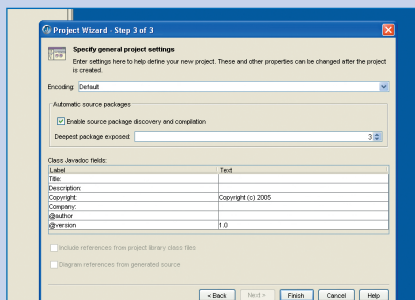 Project Wizard - Step 3 of 3
Specify general project settings
Enter settings here to help define your new project. These and other properties can be changed after the project
is created.
Encoding: Default
Automatic source packages
Enable source package discovery and compilation
Deepest package exposed: 3
Class Javadoc fields:
Label Text
Title:
Description:
Copyright: Copyright (c) 2005
Company:
@author
@version 1.0
Include references from project library class files
Diagram references from generated source
< Back Next > Finish Cancel Help